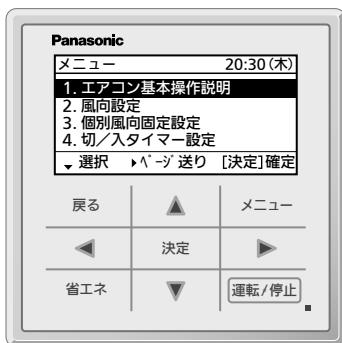 Panasonic
メニュー 20:30(木)
1. エアコン基本操作説明
2. 風向設定
3. 個別風向固定設定
4. 切/入タイマー設定
選択 ▸ページ送り [決定]確定
戻る メニュー
決定
省エネ 運転/停止